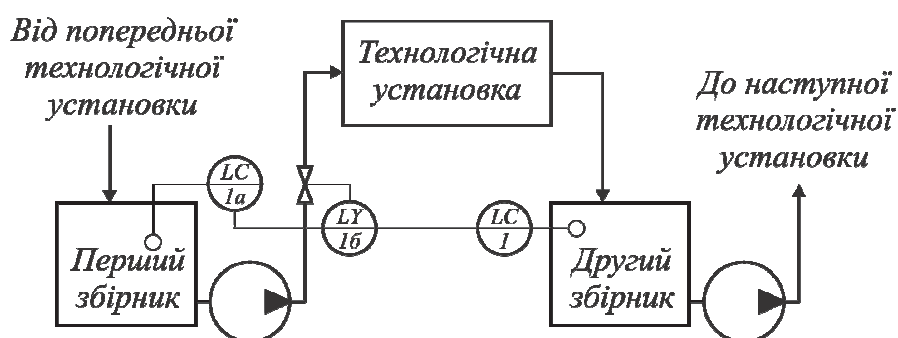 Від попередньої
технологічної
установки
Технологічна
установка
До наступної
технологічної
установки
LC
1а
LY
1б
LC
1
Перший
збірник
Другий
збірник